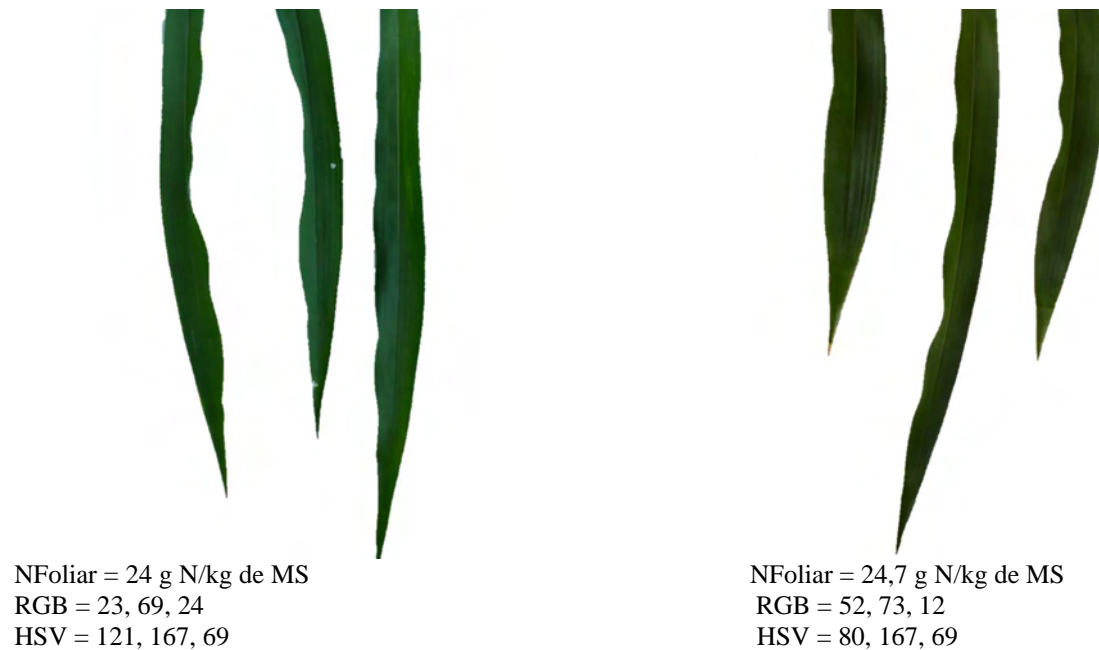 NFoliar = 24 g N/kg de MS
RGB = 23, 69, 24
HSV = 121, 167, 69
NFoliar = 24,7 g N/kg de MS
RGB = 52, 73, 12
HSV = 80, 167, 69